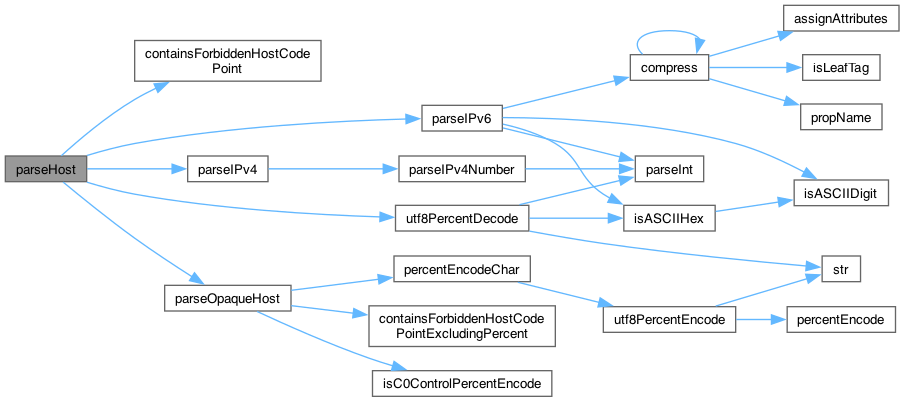 assignAttributes
containsForbiddenHostCode
Point
compress
isLeafTag
propName
parseIPv6
parseHost
parseIPv4
parseIPv4Number
parseInt
isASCIIDigit
utf8PercentDecode
isASCIIHex
percentEncodeChar
str
parseOpaqueHost
containsForbiddenHostCode
PointExcludingPercent
utf8PercentEncode
percentEncode
isC0ControlPercentEncode